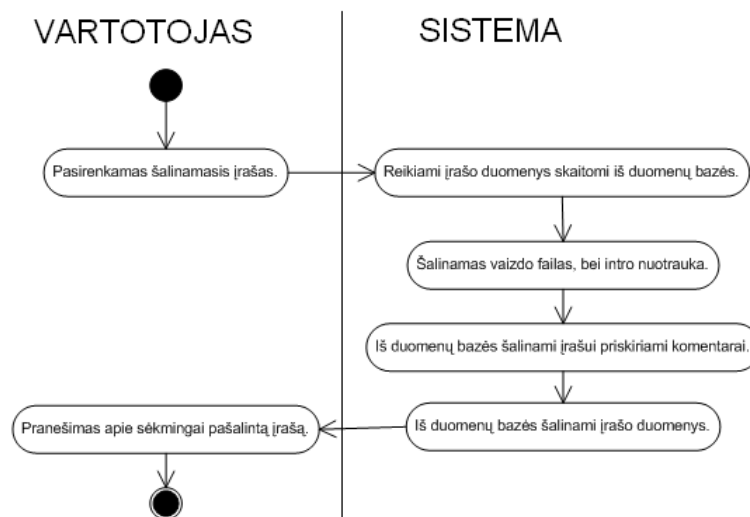 VARTOTOJAS
SISTEMA
Pasirenkamas šalinamasis įrašas.
Reikiami įrašo duomenys skaitomi iš duomenų bazės.
Šalinamas vaizdo failas, bei intro nuotrauka.
Iš duomenų bazės šalinami įrašui priskiriami komentarai.
Iš duomenų bazės šalinami įrašo duomenys.
Pranešimas apie sėkmingai pašalintą įrašą.